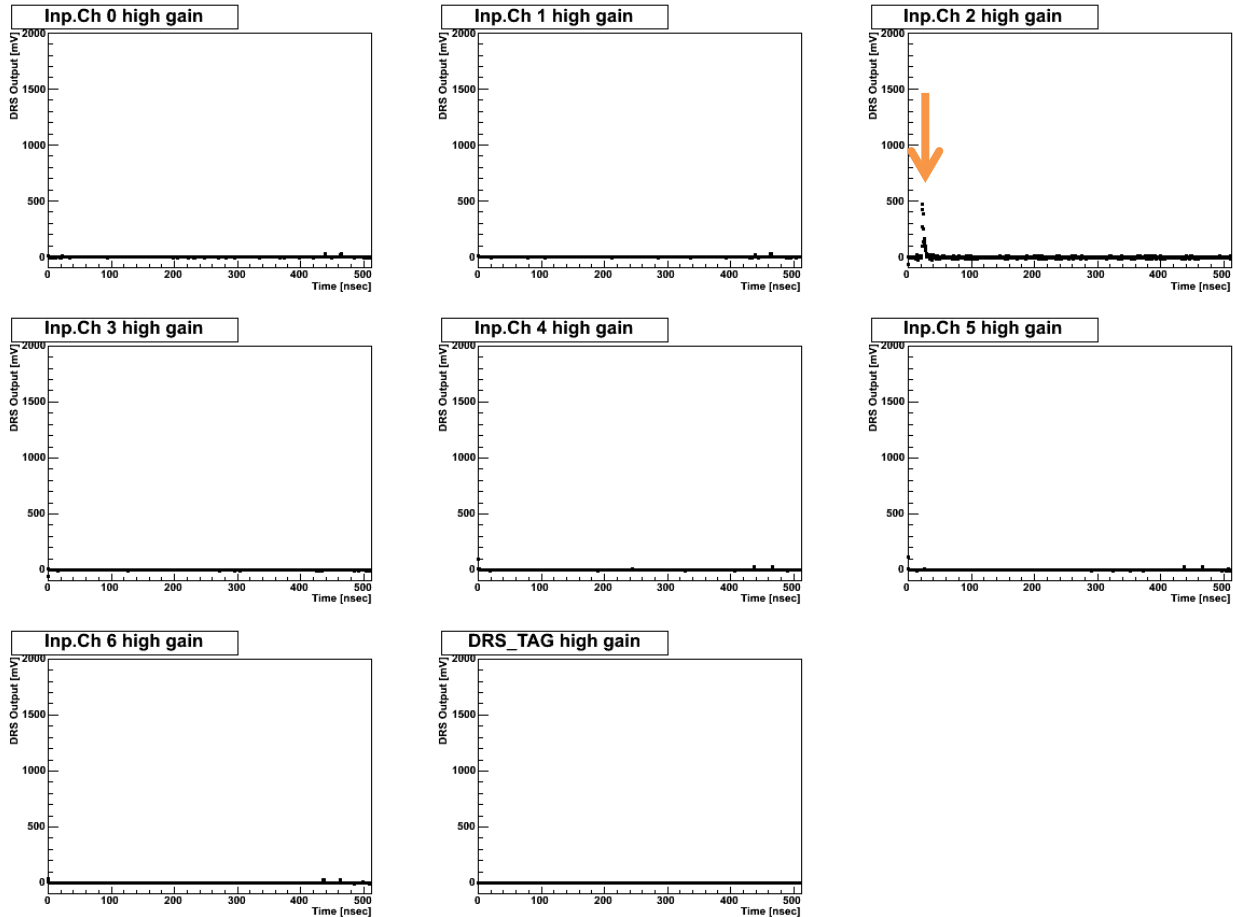 Inp.Ch 0 high gain
DRS Output [mV]
2000
1500
1000
500
0
0 100 200 300 400 500
Time [nsec]
Inp.Ch 1 high gain
DRS Output [mV]
2000
1500
1000
500
0
0 100 200 300 400 500
Time [nsec]
Inp.Ch 2 high gain
DRS Output [mV]
2000
1500
1000
500
0
0 100 200 300 400 500
Time [nsec]
Inp.Ch 3 high gain
DRS Output [mV]
2000
1500
1000
500
0
0 100 200 300 400 500
Time [nsec]
Inp.Ch 4 high gain
DRS Output [mV]
2000
1500
1000
500
0
0 100 200 300 400 500
Time [nsec]
Inp.Ch 5 high gain
DRS Output [mV]
2000
1500
1000
500
0
0 100 200 300 400 500
Time [nsec]
Inp.Ch 6 high gain
DRS Output [mV]
2000
1500
1000
500
0
0 100 200 300 400 500
Time [nsec]
DRS_TAG high gain
DRS Output [mV]
2000
1500
1000
500
0
0 100 200 300 400 500
Time [nsec]